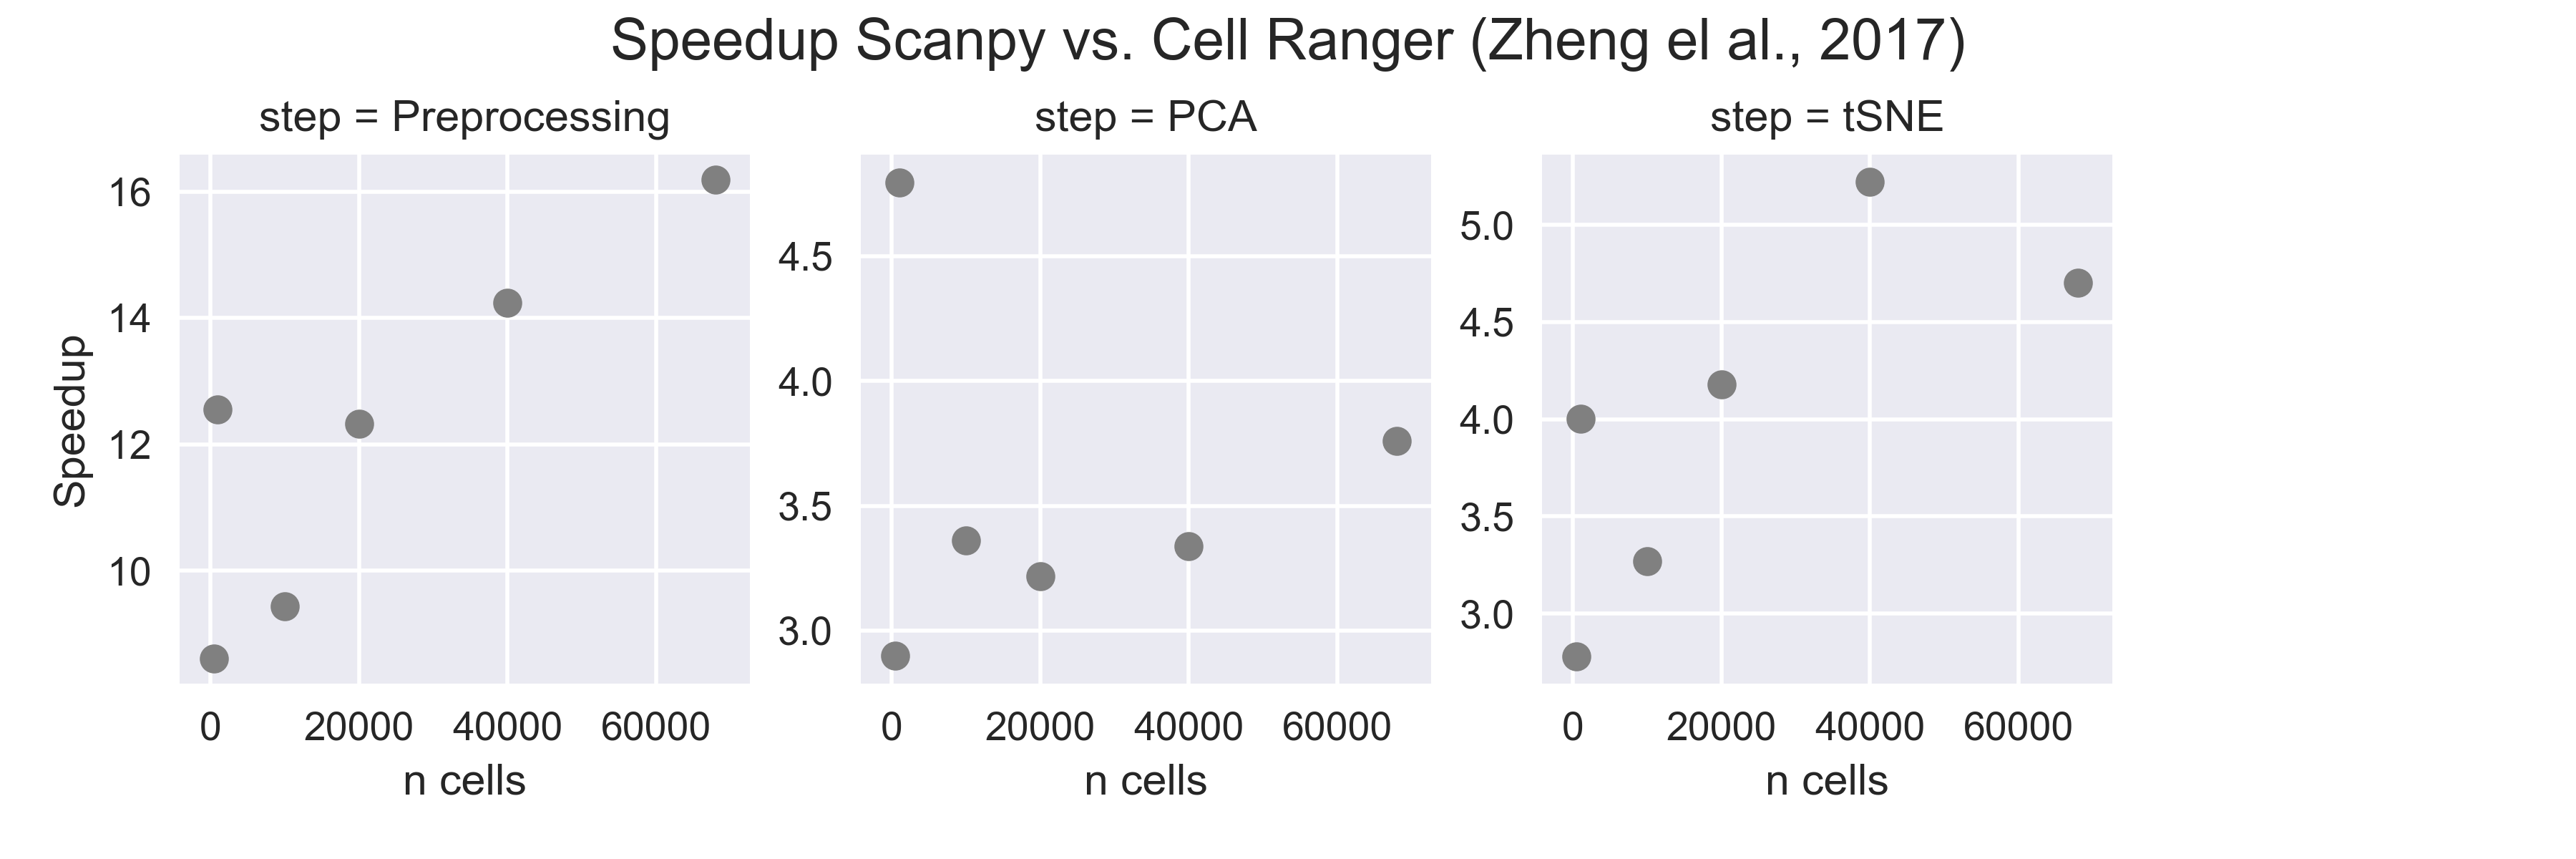 Speedup Scanpy vs. Cell Ranger (Zheng el al., 2017)
step = Preprocessing
16
14
12
10
Speedup
0 20000 40000 60000
n cells
step = PCA
4.5
4.0
3.5
3.0
0 20000 40000 60000
n cells
step = tSNE
5.0
4.5
4.0
3.5
3.0
0 20000 40000 60000
n cells